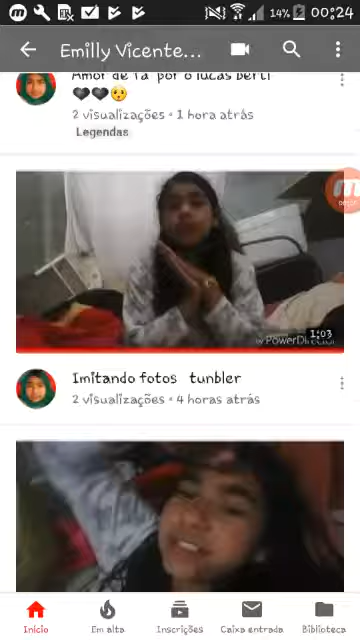 14% 00:24
Emilly Vicente...
Amor de fã por o lucas berti
2 visualizações • 1 hora atrás
Legendas
1:03
by PowerDirector
Imitando fotos tunbler
2 visualizações • 4 horas atrás
Início Em alta Inscrições Caixa entrada Biblioteca